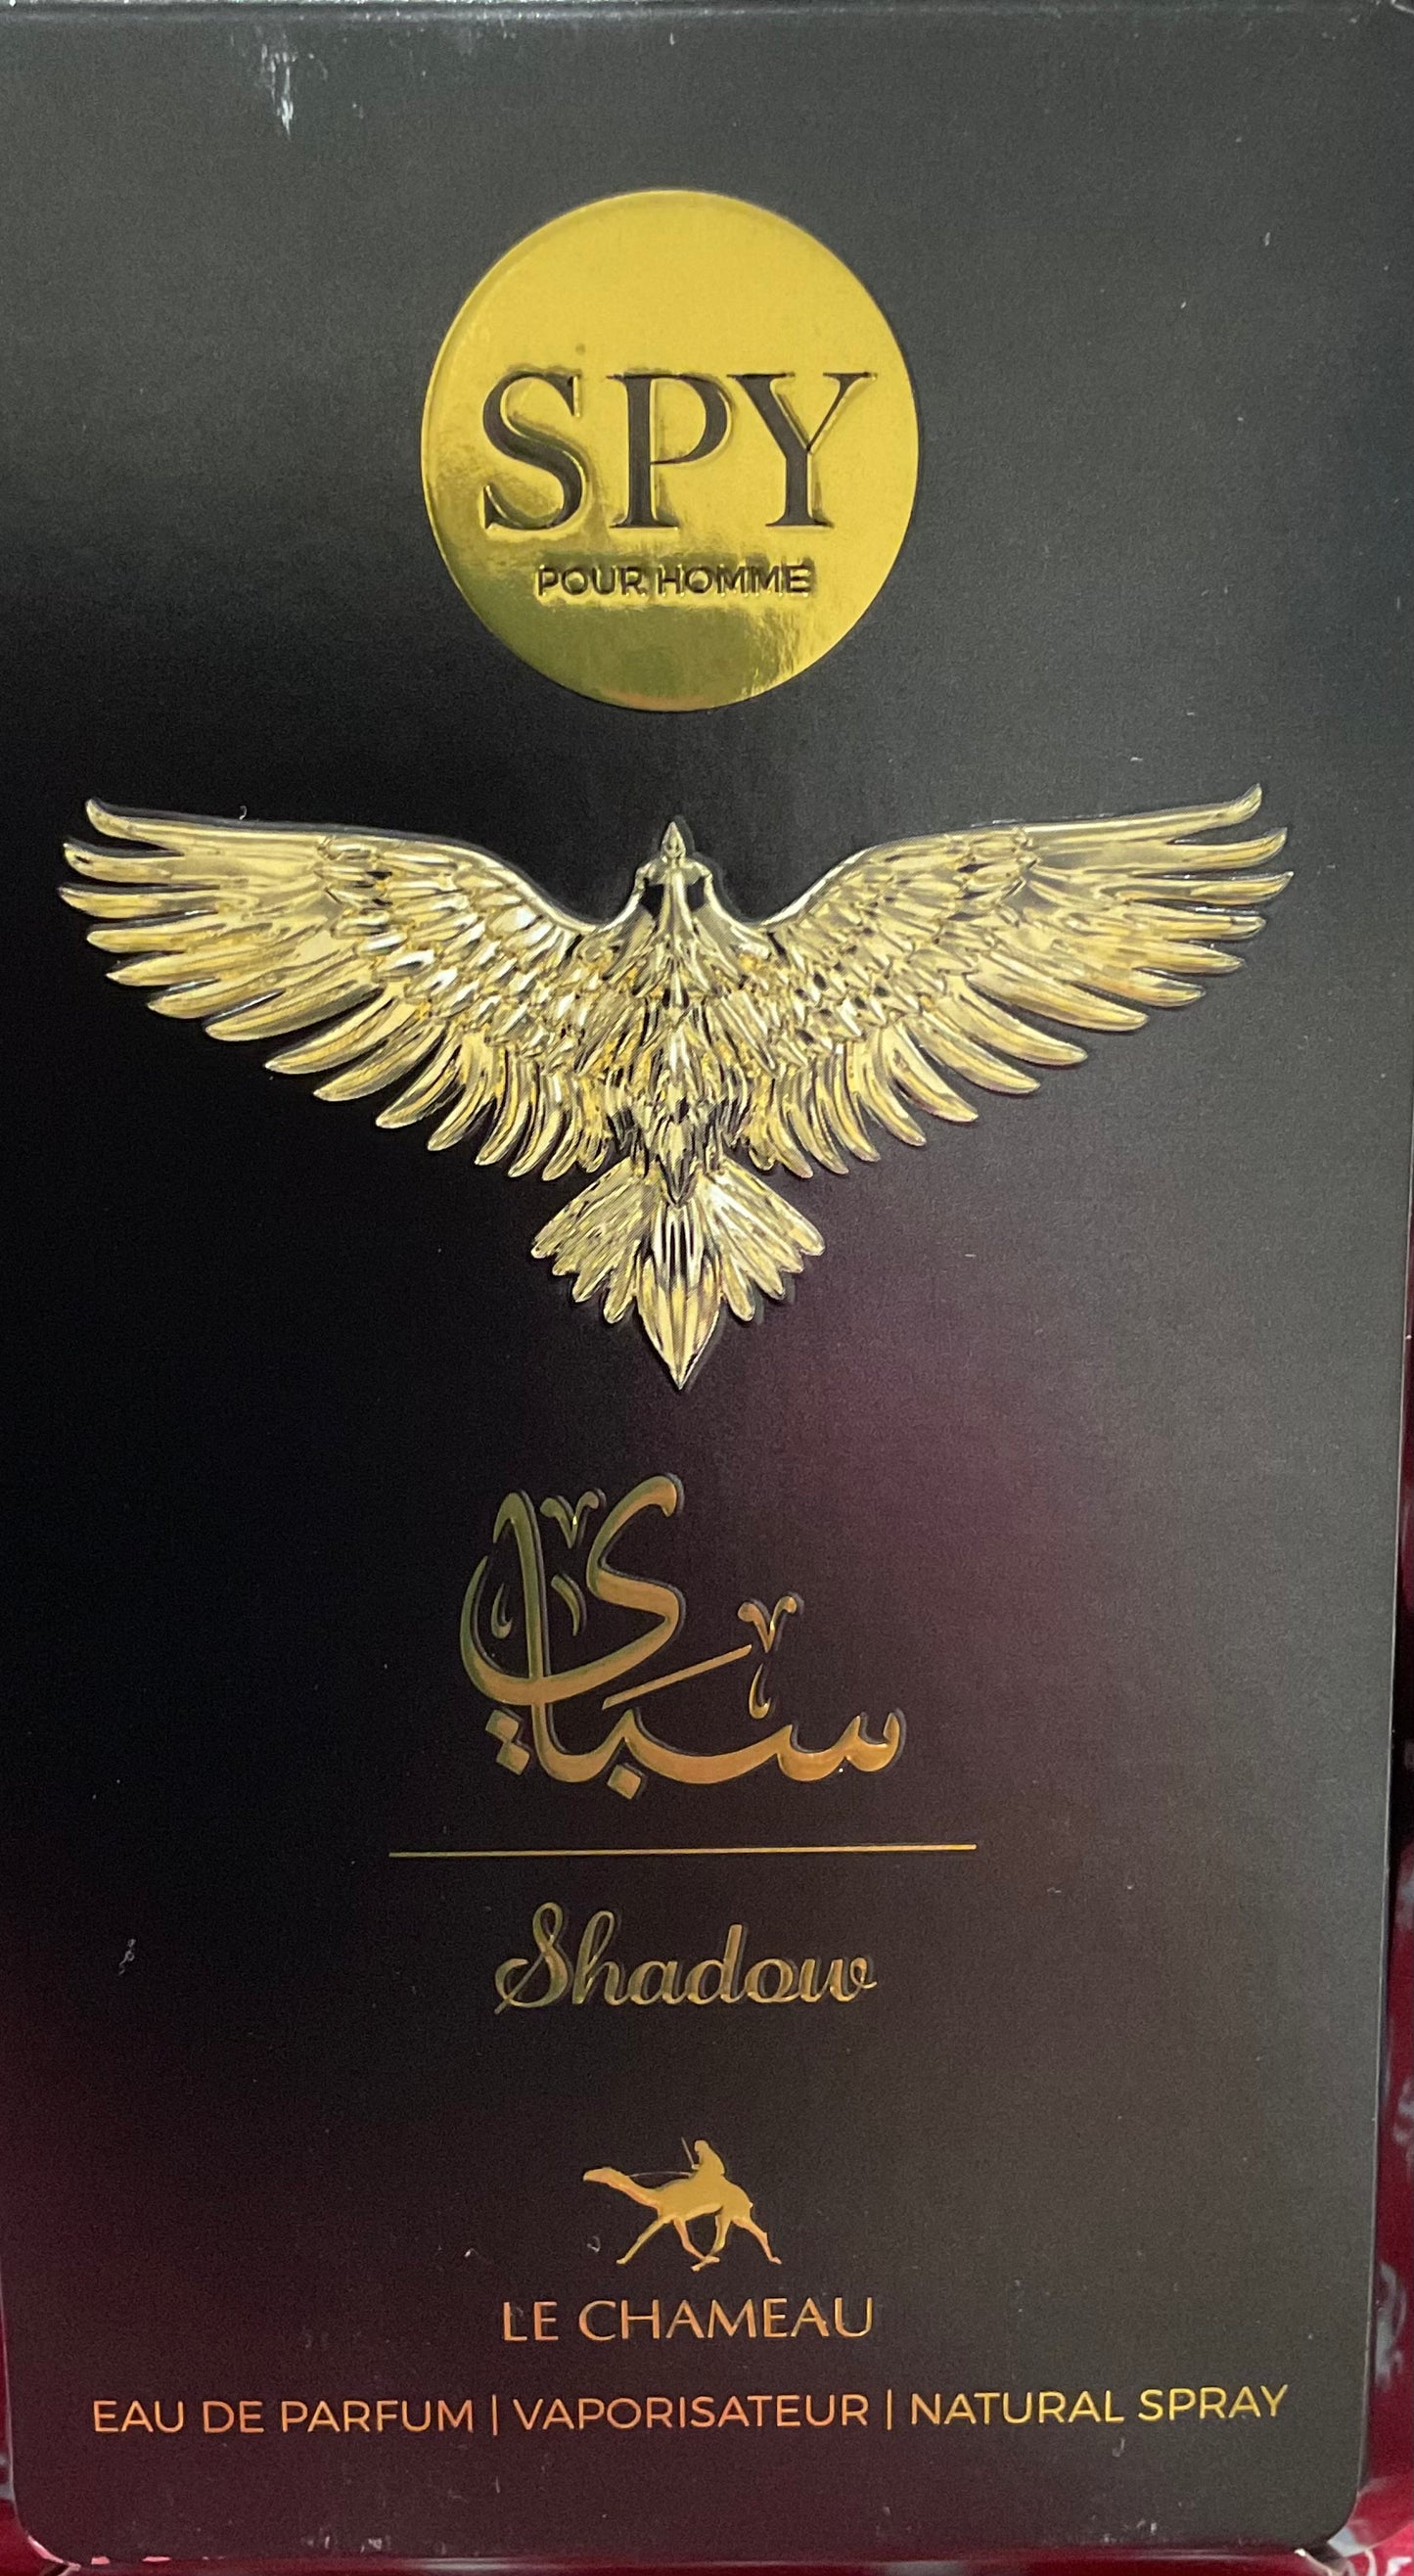 SPY
POUR HOMME
سباي
Shadow
LE CHAMEAU
EAU DE PARFUM | VAPORISATEUR | NATURAL SPRAY